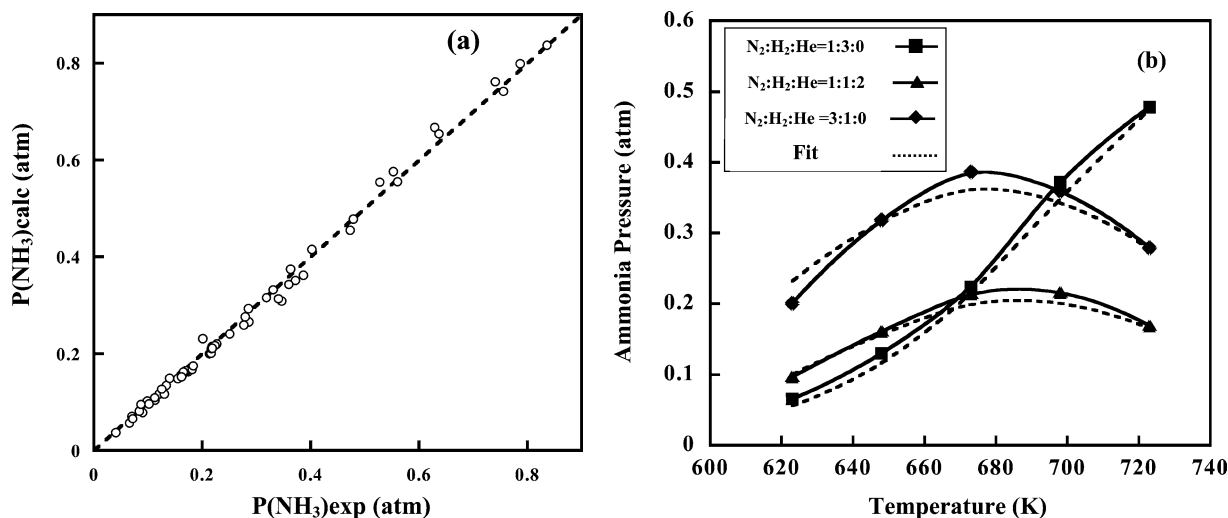 (a)
P(NH₃)calc (atm)
0.8
0.6
0.4
0.2
0
0 0.2 0.4 0.6 0.8
P(NH₃)exp (atm)
(b)
N₂:H₂:He=1:3:0
N₂:H₂:He=1:1:2
N₂:H₂:He =3:1:0
Fit
Ammonia Pressure (atm)
0.6
0.5
0.4
0.3
0.2
0.1
0
600 620 640 660 680 700 720 740
Temperature (K)